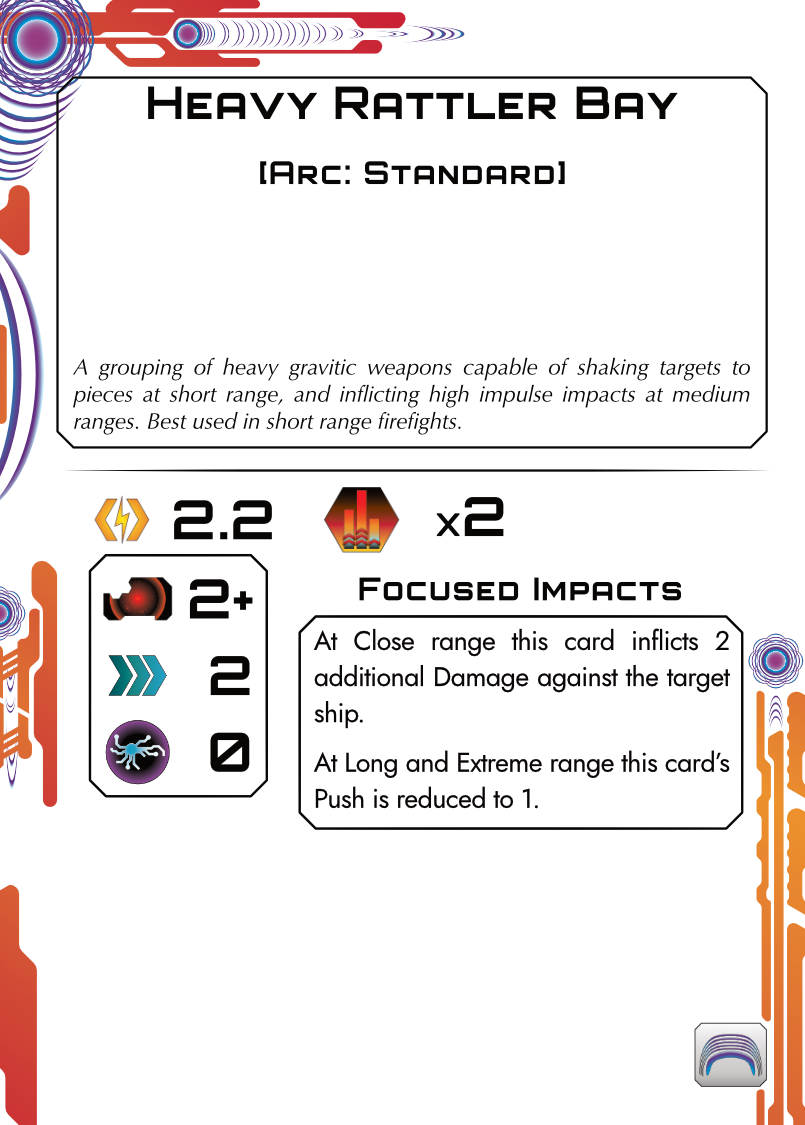 Heavy Rattler Bay
[Arc: Standard]
A grouping of heavy gravitic weapons capable of shaking targets to
pieces at short range, and inflicting high impulse impacts at medium
ranges. Best used in short range firefights.
2.2 x2
2+
2
0
Focused Impacts
At Close range this card inflicts 2
additional Damage against the target
ship.
At Long and Extreme range this card's
Push is reduced to 1.